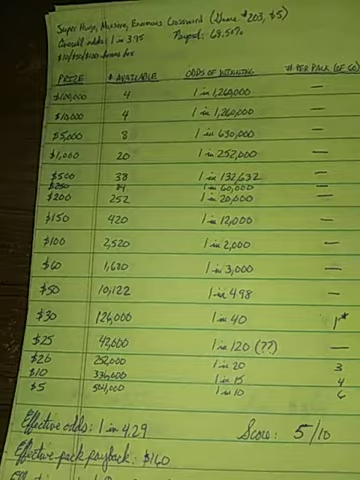 Super Huge, Massive, Enormous Crossword (Game #203, $5)
Overall odds: 1 in 3.95 Payout: 68.50%
$10/$50/$100 bonus box
PRIZE # AVAILABLE ODDS OF WINNING # PER PACK (OF 60)
$100,000 4 1 in 1,260,000 —
$10,000 4 1 in 1,260,000 —
$5,000 8 1 in 630,000 —
$1,000 20 1 in 252,000 —
$500 38 1 in 132,632 —
$250 84 1 in 60,000 —
$200 252 1 in 20,000 —
$150 420 1 in 12,000 —
$100 2,520 1 in 2,000 —
$60 1,680 1 in 3,000 —
$50 10,122 1 in 498 —
$30 126,000 1 in 40 1*
$25 42,000 1 in 120 (??) —
$20 252,000 1 in 20 3
$10 336,000 1 in 15 4
$5 504,000 1 in 10 6
Effective odds: 1 in 4.29 Score: 5/10
Effective pack payback: $160